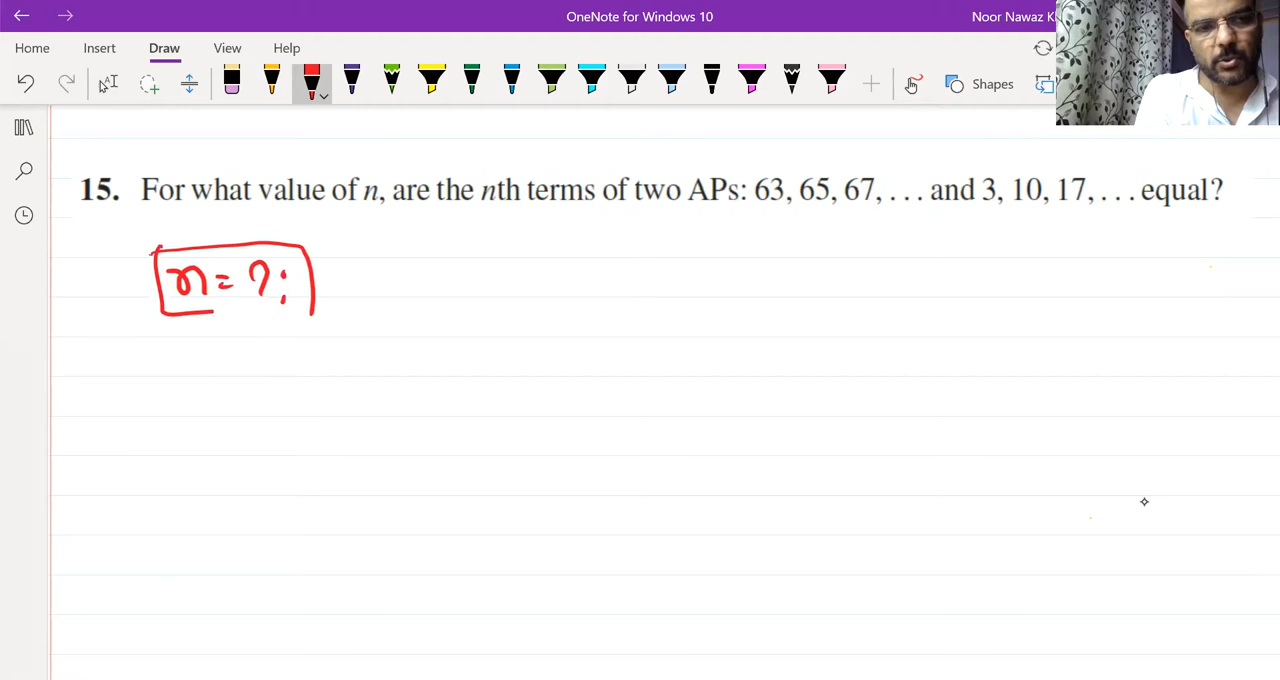 OneNote for Windows 10
Noor Nawaz K
Home Insert Draw View Help
Shapes
15. For what value of n, are the nth terms of two APs: 63, 65, 67, . . . and 3, 10, 17, . . . equal?
n = ? ;